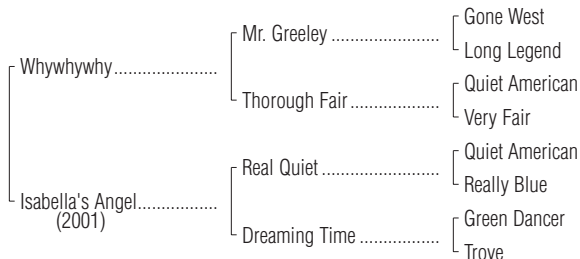 Gone West
Mr. Greeley ..................
Long Legend
Whywhywhy.....................
Quiet American
Thorough Fair ..................
Very Fair
Quiet American
Real Quiet .......................
Really Blue
Isabella's Angel.................
(2001)
Green Dancer
Dreaming Time ................
Trove